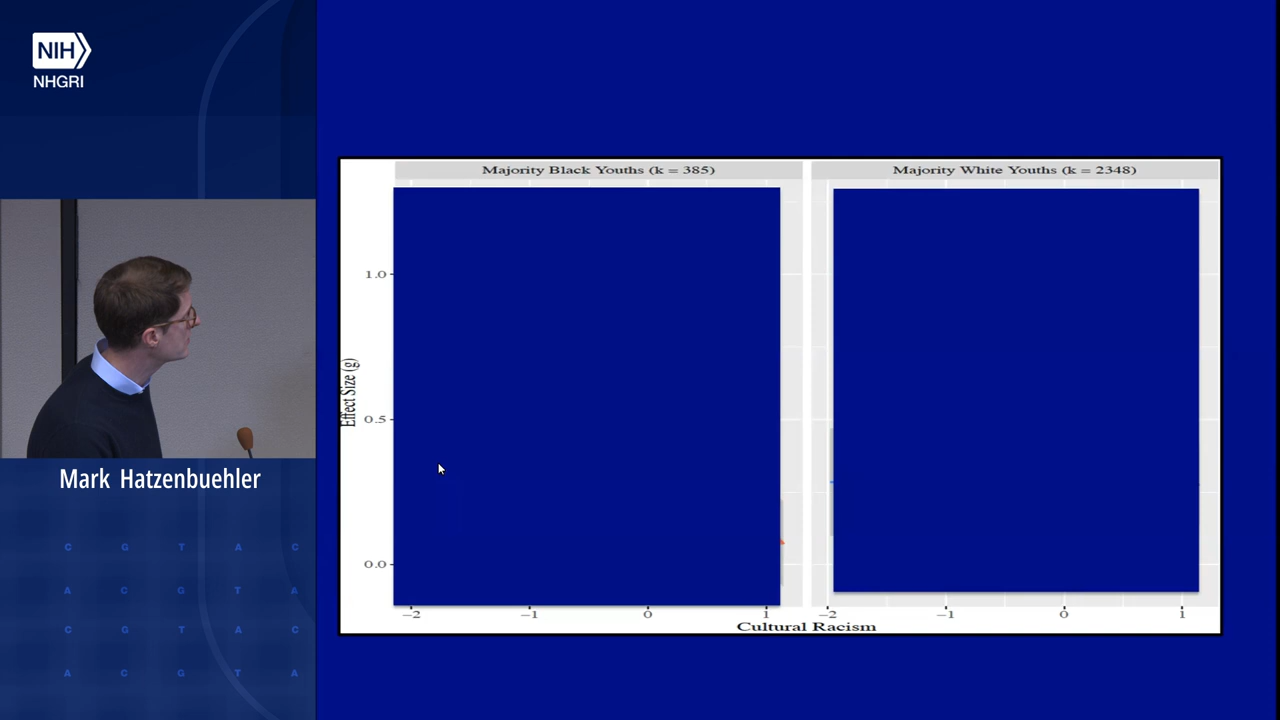 NIH
NHGRI
Mark Hatzenbuehler
C G T A C
A C G T A
C G T A C
A C G T A
Majority Black Youths (k = 385)
Majority White Youths (k = 2348)
Effect Size (g)
1.0
0.5
0.0
−2 −1 0 1
−2 −1 0 1
Cultural Racism